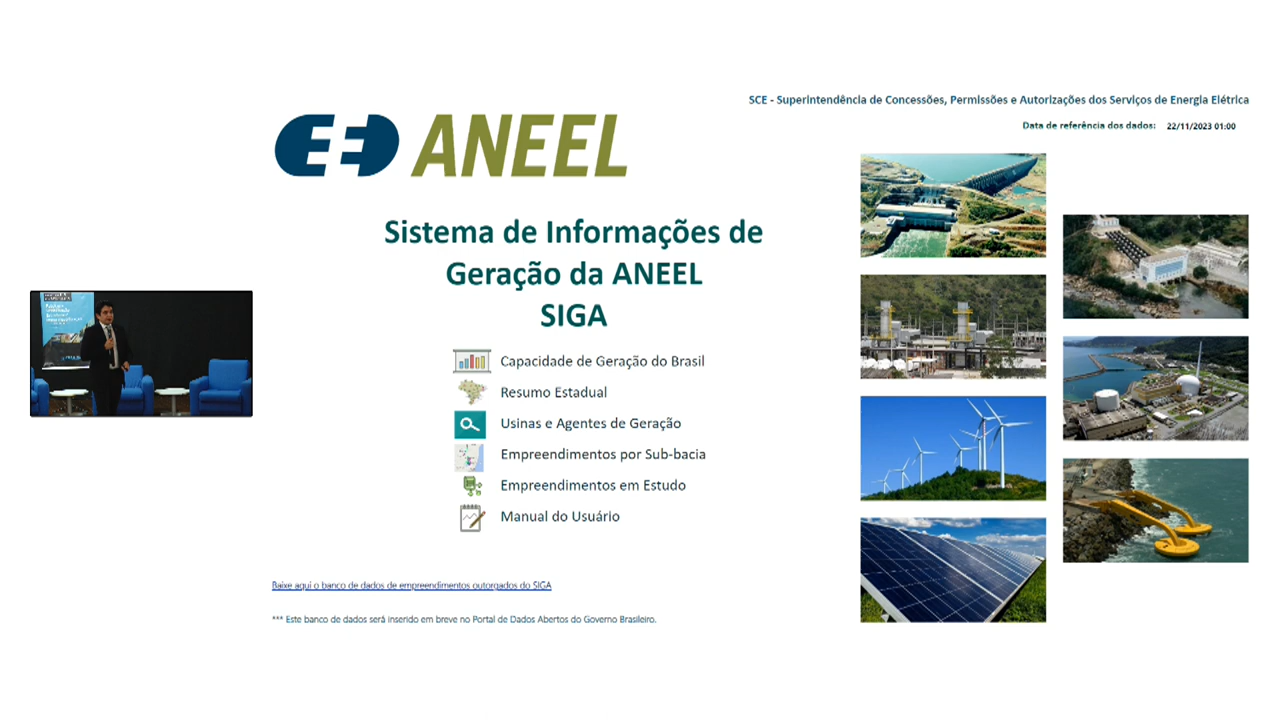 SCE - Superintendência de Concessões, Permissões e Autorizações dos Serviços de Energia Elétrica
Data de referência dos dados: 22/11/2023 01:00
ANEEL
Sistema de Informações de
Geração da ANEEL
SIGA
Capacidade de Geração do Brasil
Resumo Estadual
Usinas e Agentes de Geração
Empreendimentos por Sub-bacia
Empreendimentos em Estudo
Manual do Usuário
Baixe aqui o banco de dados de empreendimentos outorgados do SIGA
*** Este banco de dados será inserido em breve no Portal de Dados Abertos do Governo Brasileiro.